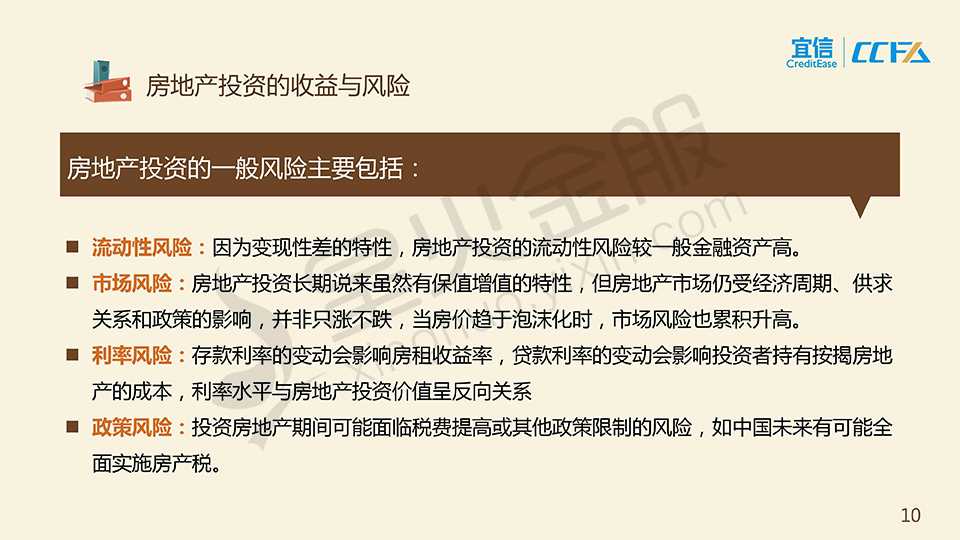 宜信
CreditEase
CCFA
房地产投资的收益与风险
房地产投资的一般风险主要包括：
流动性风险：因为变现性差的特性，房地产投资的流动性风险较一般金融资产高。
市场风险：房地产投资长期说来虽然有保值增值的特性，但房地产市场仍受经济周期、供求
关系和政策的影响，并非只涨不跌，当房价趋于泡沫化时，市场风险也累积升高。
利率风险：存款利率的变动会影响房租收益率，贷款利率的变动会影响投资者持有按揭房地
产的成本，利率水平与房地产投资价值呈反向关系
政策风险：投资房地产期间可能面临税费提高或其他政策限制的风险，如中国未来有可能全
面实施房产税。
星火金服
10